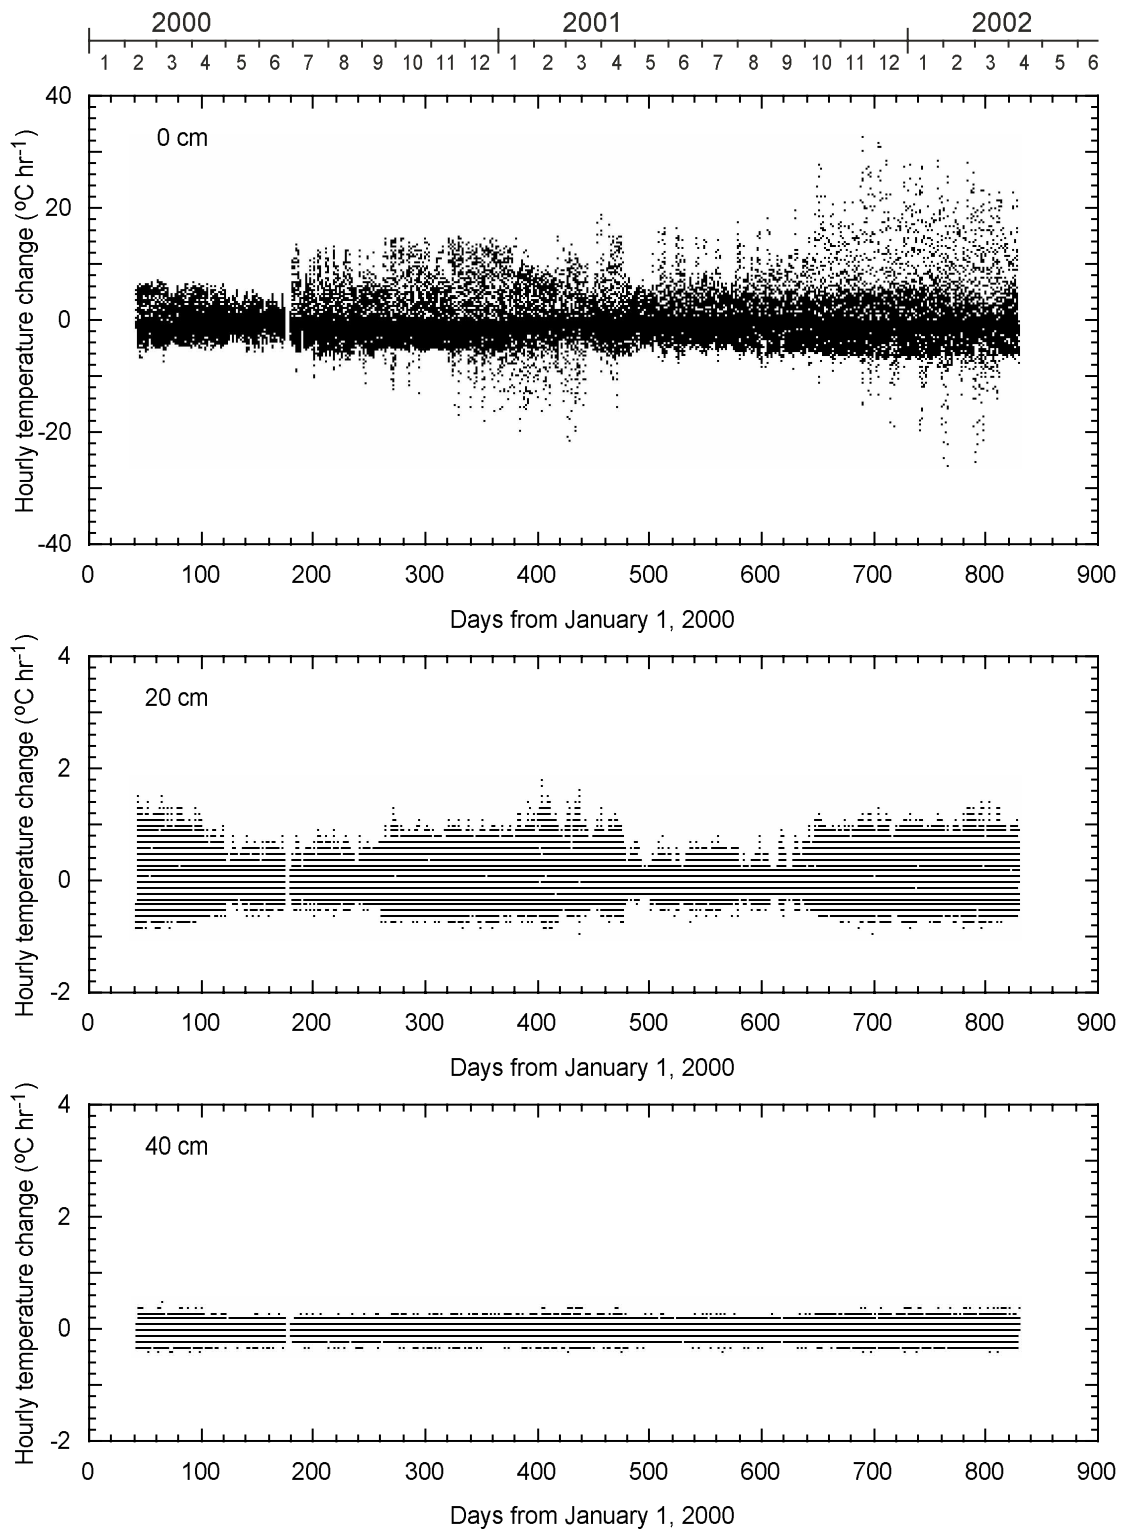 2000 2001 2002
1 2 3 4 5 6 7 8 9 10 11 12 1 2 3 4 5 6 7 8 9 10 11 12 1 2 3 4 5 6
Hourly temperature change (ºC hr-1)
40
20
0
-20
-40
0 cm
0 100 200 300 400 500 600 700 800 900
Days from January 1, 2000
Hourly temperature change (ºC hr-1)
4
2
0
-2
20 cm
0 100 200 300 400 500 600 700 800 900
Days from January 1, 2000
Hourly temperature change (ºC hr-1)
4
2
0
-2
40 cm
0 100 200 300 400 500 600 700 800 900
Days from January 1, 2000